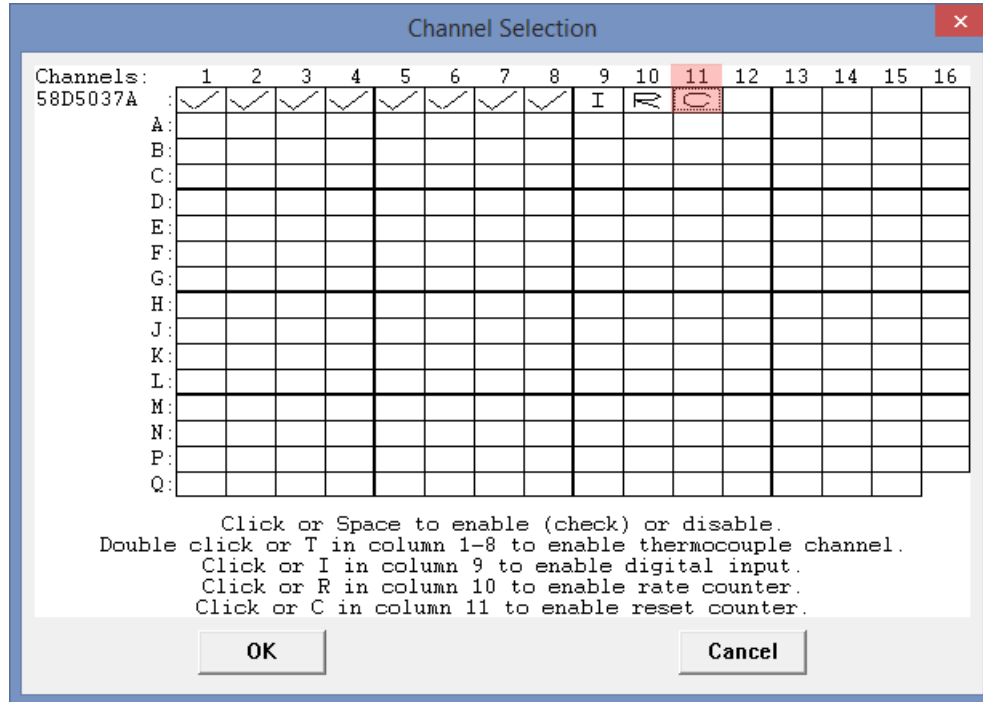 Channel Selection
×
Channels: 1 2 3 4 5 6 7 8 9 10 11 12 13 14 15 16
58D5037A : I R C
A:
B:
C:
D:
E:
F:
G:
H:
J:
K:
L:
M:
N:
P:
Q:
Click or Space to enable (check) or disable.
Double click or T in column 1-8 to enable thermocouple channel.
Click or I in column 9 to enable digital input.
Click or R in column 10 to enable rate counter.
Click or C in column 11 to enable reset counter.
OK Cancel